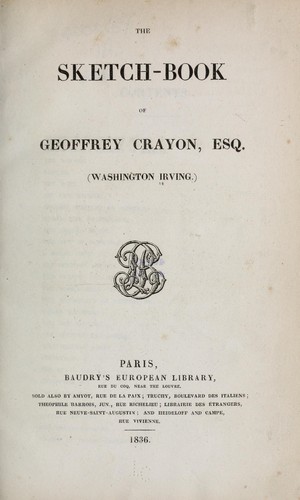 THE
SKETCH-BOOK
OF
GEOFFREY CRAYON, ESQ.
(WASHINGTON IRVING.)
PARIS,
BAUDRY'S EUROPEAN LIBRARY,
RUE DU COQ, NEAR THE LOUVRE.
SOLD ALSO BY AMYOT, RUE DE LA PAIX; TRUCHY, BOULEVARD DES ITALIENS;
THEOPHILE BARROIS, JUN., RUE RICHELIEU; LIBRAIRIE DES ETRANGERS,
RUE NEUVE-SAINT-AUGUSTIN; AND HEIDELOFF AND CAMPE,
RUE VIVIENNE.
1836.